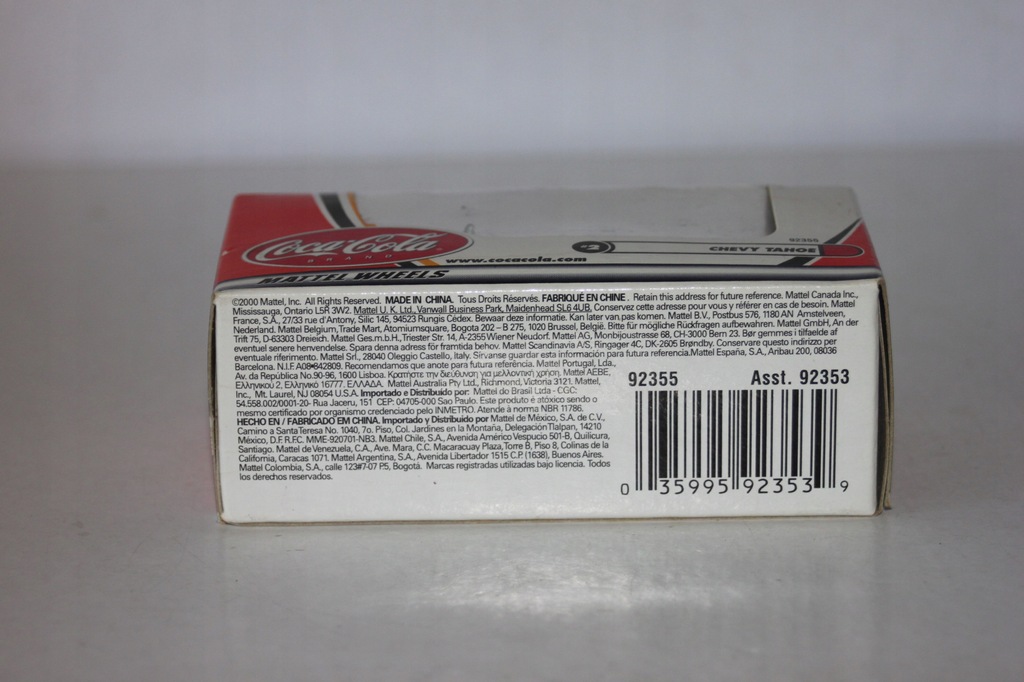 Coca-Cola
BRAND
www.cocacola.com
#2
92355
CHEVY TAHOE
MATTEL WHEELS
©2000 Mattel, Inc. All Rights Reserved. MADE IN CHINA. Tous Droits Réservés. FABRIQUÉ EN CHINE. Retain this address for future reference. Mattel Canada Inc.,
Mississauga, Ontario L5R 3W2. Mattel U. K. Ltd., Vanwall Business Park, Maidenhead SL6 4UB. Conservez cette adresse pour vous y référer en cas de besoin. Mattel
France, S.A., 27/33 rue d'Antony, Silic 145, 94523 Rungis Cédex. Bewaar deze informatie. Kan later van pas komen. Mattel B.V., Postbus 576, 1180 AN Amstelveen,
Nederland. Mattel Belgium, Trade Mart, Atomiumsquare, Bogota 202 – B 275, 1020 Brussel, België. Bitte für mögliche Rückfragen aufbewahren. Mattel GmbH, An der
Trift 75, D-63303 Dreieich. Mattel Ges.m.b.H., Triester Str. 14, A-2355 Wiener Neudorf. Mattel AG, Monbijoustrasse 68, CH-3000 Bern 23. Bør gemmes i tilfælde af
eventuel senere henvendelse. Spara denna adress för framtida behov. Mattel Scandinavia A/S, Ringager 4C, DK-2605 Brøndby. Conservare questo indirizzo per
eventuale riferimento. Mattel Srl., 28040 Oleggio Castello, Italy. Sírvanse guardar esta información para futura referencia. Mattel España, S.A., Aribau 200, 08036
Barcelona. N.I.F. A08-842809. Recomendamos que anote para futura referência. Mattel Portugal, Lda.,
Av. da República No.90-96, 1600 Lisboa. Κρατήστε την διεύθυνση για μελλοντική χρήση. Mattel AEBE,
Ελληνικού 2, Ελληνικό 16777. ΕΛΛΑΔΑ. Mattel Australia Pty Ltd., Richmond, Victoria 3121. Mattel,
Inc., Mt. Laurel, NJ 08054 U.S.A. Importado e Distribuido por: Mattel do Brasil Ltda - CGC:
54.558.002/0001-20- Rua Jaceru, 151 CEP: 04705-000 Sao Paulo. Este produto é atóxico sendo o
mesmo certificado por organismo credenciado pelo INMETRO. Atende à norma NBR 11786.
HECHO EN / FABRICADO EM CHINA. Importado y Distribuido por Mattel de México, S.A. de C.V.,
Camino a Santa Teresa No. 1040, 7o. Piso, Col. Jardines en la Montaña, Delegación Tlalpan, 14210
México, D.F. R.F.C. MME-920701-NB3. Mattel Chile, S.A., Avenida Américo Vespucio 501-B, Quilicura,
Santiago. Mattel de Venezuela, C.A., Ave. Mara, C.C. Macaracuay Plaza, Torre B, Piso 8, Colinas de la
California, Caracas 1071. Mattel Argentina, S.A., Avenida Libertador 1515 C.P. (1638), Buenos Aires.
Mattel Colombia, S.A., calle 123#7-07 P.5, Bogotá. Marcas registradas utilizadas bajo licencia. Todos
los derechos reservados.
92355 Asst. 92353
0 35995 92353 9